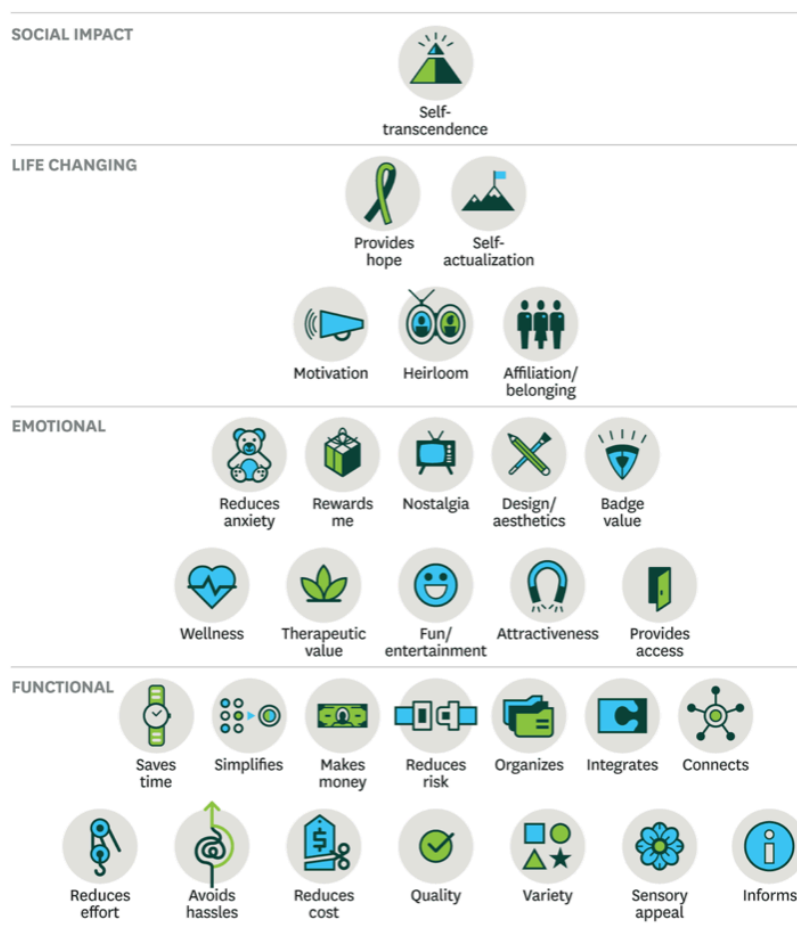 SOCIAL IMPACT
Self-
transcendence
LIFE CHANGING
Provides
hope
Self-
actualization
Motivation
Heirloom
Affiliation/
belonging
EMOTIONAL
Reduces
anxiety
Rewards
me
Nostalgia
Design/
aesthetics
Badge
value
Wellness
Therapeutic
value
Fun/
entertainment
Attractiveness
Provides
access
FUNCTIONAL
Saves
time
Simplifies
Makes
money
Reduces
risk
Organizes
Integrates
Connects
Reduces
effort
Avoids
hassles
$
Reduces
cost
Quality
Variety
Sensory
appeal
i
Informs